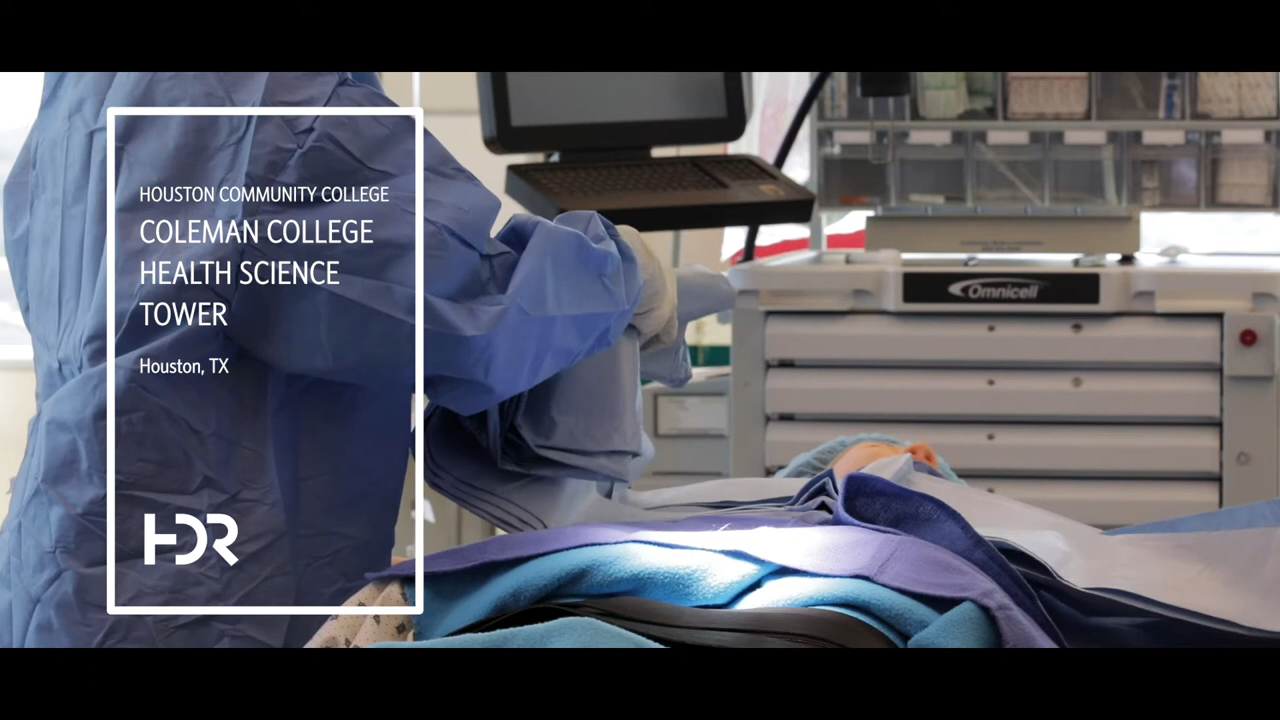 HOUSTON COMMUNITY COLLEGE
COLEMAN COLLEGE
HEALTH SCIENCE
TOWER
Houston, TX
HDR
Omnicell